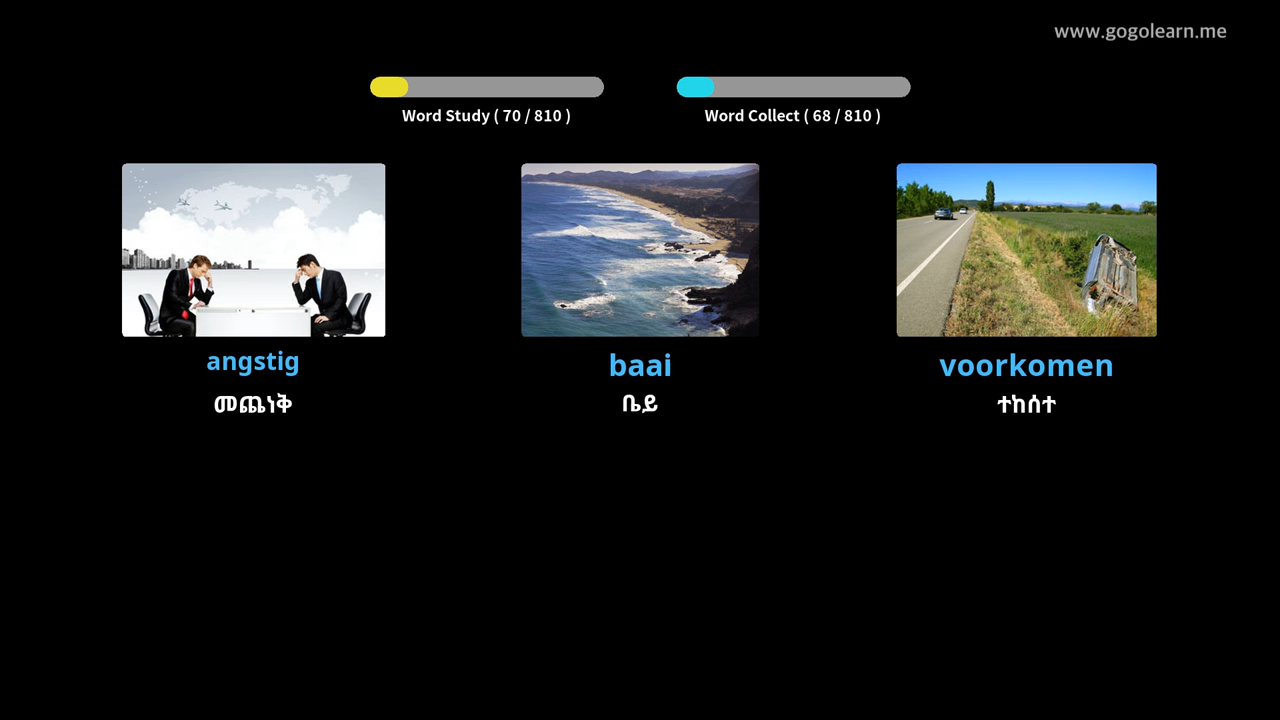 www.gogolearn.me
Word Study ( 70 / 810 )
Word Collect ( 68 / 810 )
angstig
baai
voorkomen
መጨነቅ
ቤይ
ተከሰተ